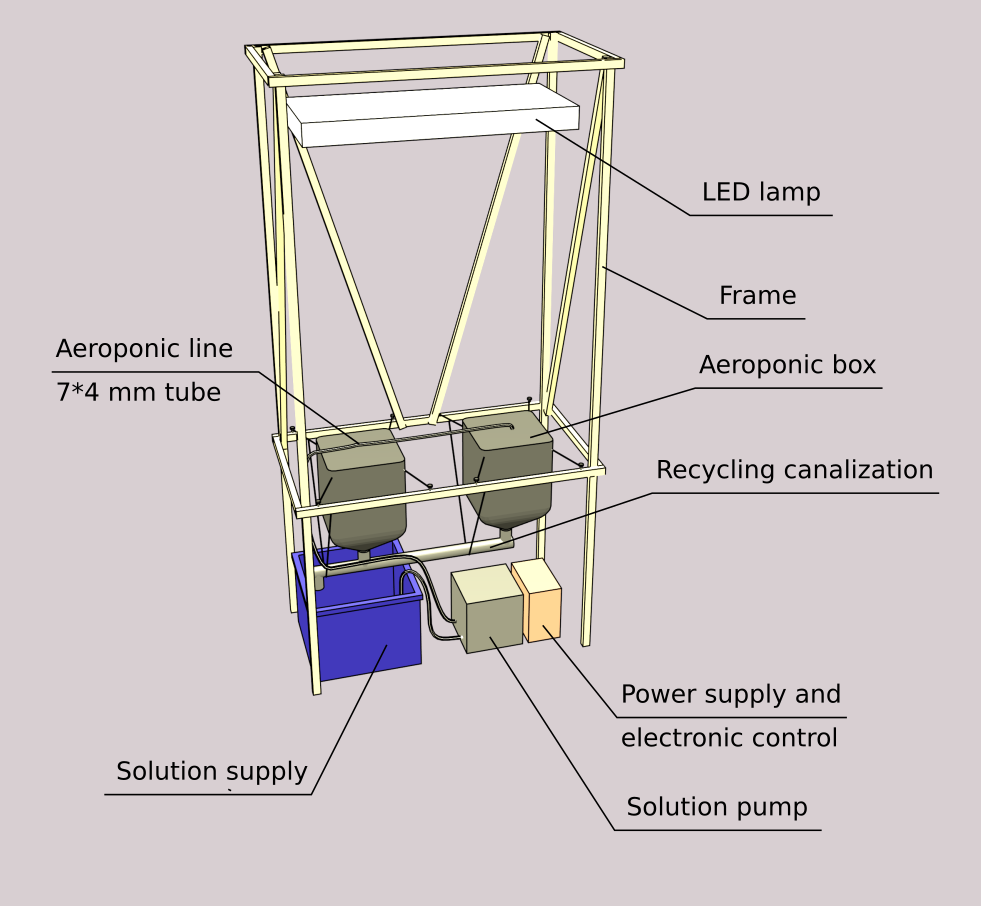 LED lamp
Frame
Aeroponic line
7*4 mm tube
Aeroponic box
Recycling canalization
Power supply and
electronic control
Solution supply
Solution pump